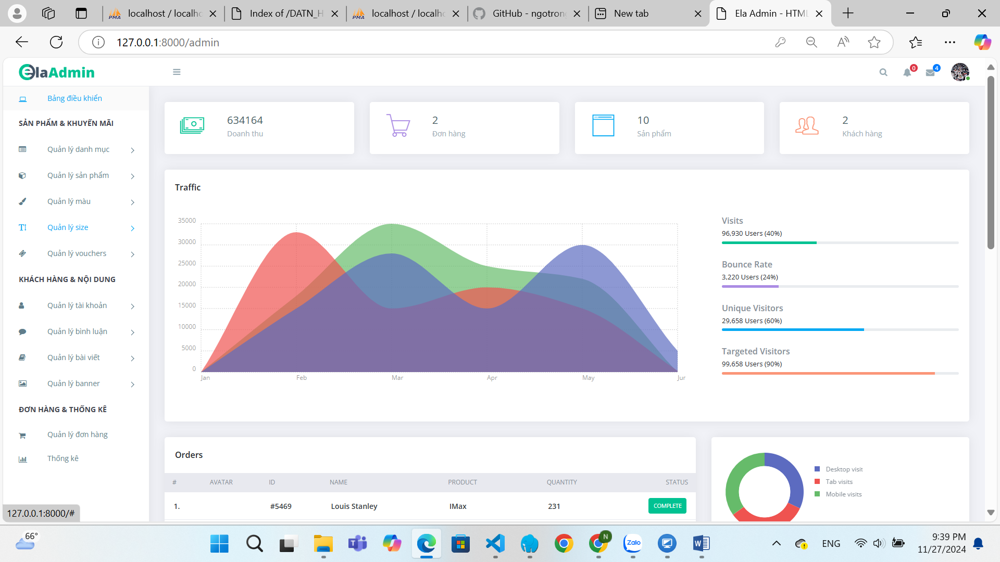 localhost / localho
Index of /DATN_H
localhost / localho
GitHub - ngotrong
New tab
Ela Admin - HTML
127.0.0.1:8000/admin
elaAdmin
0
4
Bảng điều khiển
SẢN PHẨM & KHUYẾN MÃI
Quản lý danh mục
Quản lý sản phẩm
Quản lý màu
Quản lý size
Quản lý vouchers
KHÁCH HÀNG & NỘI DUNG
Quản lý tài khoản
Quản lý bình luận
Quản lý bài viết
Quản lý banner
ĐƠN HÀNG & THỐNG KÊ
Quản lý đơn hàng
Thống kê
127.0.0.1:8000/#
634164
Doanh thu
2
Đơn hàng
10
Sản phẩm
2
Khách hàng
Traffic
35000
30000
25000
20000
15000
10000
5000
0
Jan Feb Mar Apr May Jun
Visits
96,930 Users (40%)
Bounce Rate
3,220 Users (24%)
Unique Visitors
29,658 Users (60%)
Targeted Visitors
99,658 Users (90%)
Orders
# AVATAR ID NAME PRODUCT QUANTITY STATUS
1. #5469 Louis Stanley IMax 231 COMPLETE
Desktop visit
Tab visits
Mobile visits
66°
N
Zalo
ENG
9:39 PM
11/27/2024